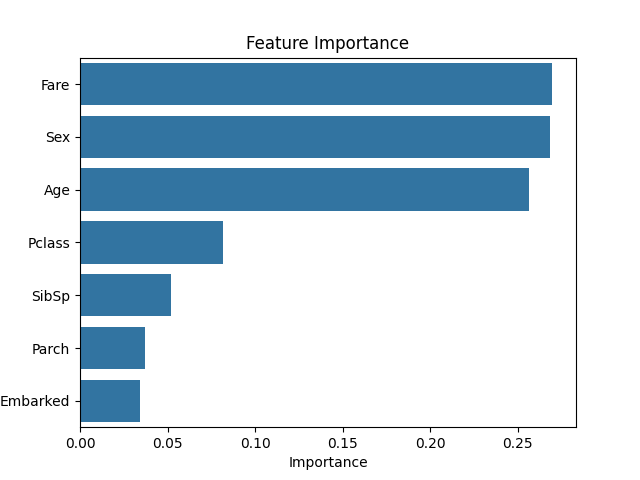 Feature Importance
Fare
Sex
Age
Pclass
SibSp
Parch
Embarked
0.00 0.05 0.10 0.15 0.20 0.25
Importance